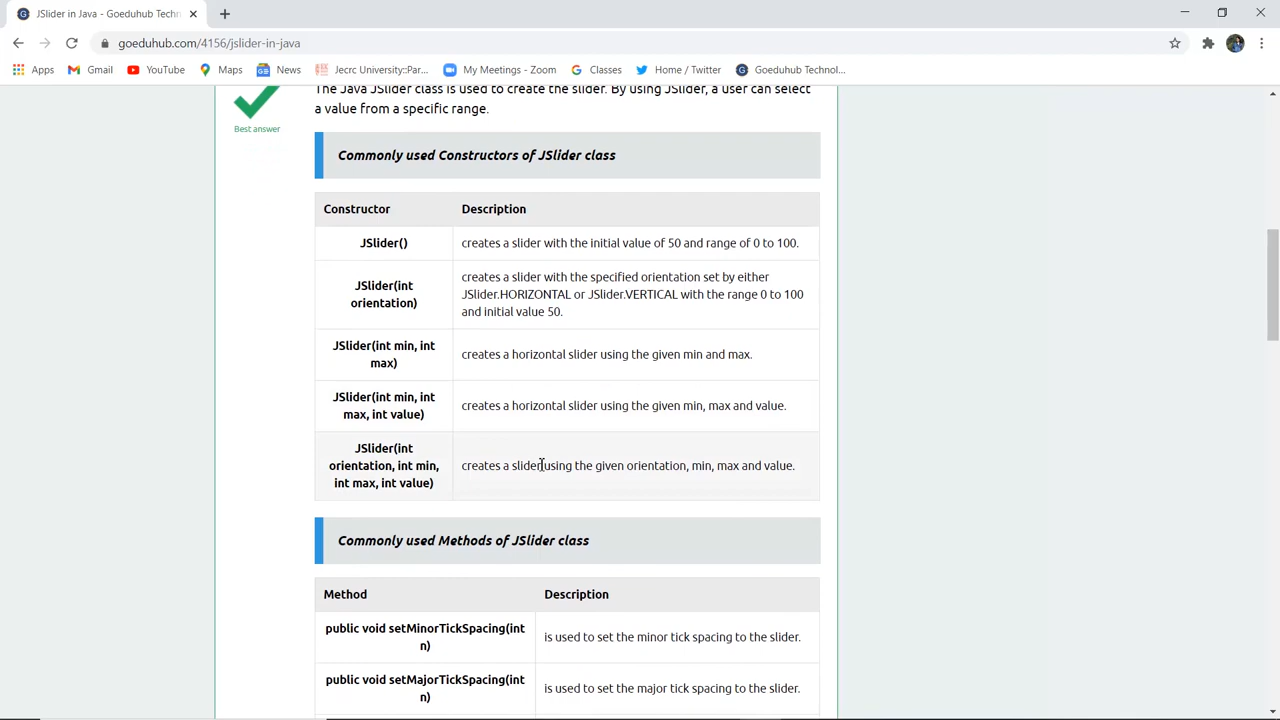 JSlider in Java - Goeduhub Techn
goeduhub.com/4156/jslider-in-java
Apps
Gmail
YouTube
Maps
News
Jecrc University::Par...
My Meetings - Zoom
Classes
Home / Twitter
Goeduhub Technol...
The Java JSlider class is used to create the slider. By using JSlider, a user can select
a value from a specific range.
Best answer
Commonly used Constructors of JSlider class
Constructor
Description
JSlider()
creates a slider with the initial value of 50 and range of 0 to 100.
JSlider(int
orientation)
creates a slider with the specified orientation set by either
JSlider.HORIZONTAL or JSlider.VERTICAL with the range 0 to 100
and initial value 50.
JSlider(int min, int
max)
creates a horizontal slider using the given min and max.
JSlider(int min, int
max, int value)
creates a horizontal slider using the given min, max and value.
JSlider(int
orientation, int min,
int max, int value)
creates a slider using the given orientation, min, max and value.
Commonly used Methods of JSlider class
Method
Description
public void setMinorTickSpacing(int
n)
is used to set the minor tick spacing to the slider.
public void setMajorTickSpacing(int
n)
is used to set the major tick spacing to the slider.